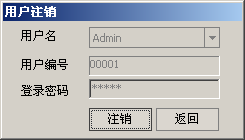 用户注销
用户名 Admin
用户编号 00001
登录密码 *****
注销 返回